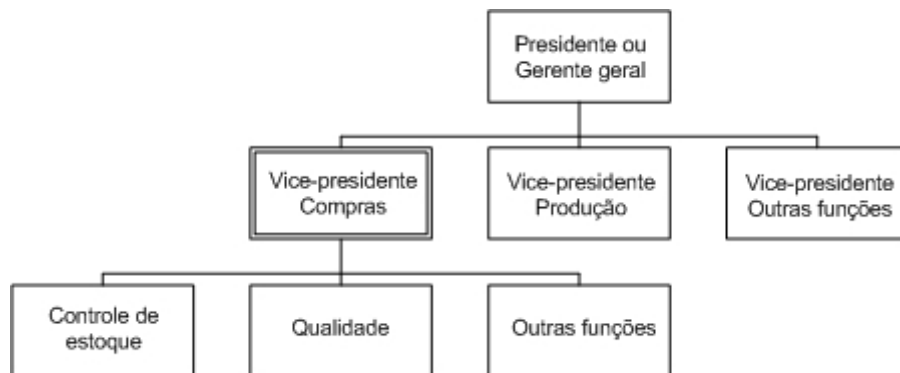 Presidente ou
Gerente geral
Vice-presidente
Compras
Vice-presidente
Produção
Vice-presidente
Outras funções
Controle de
estoque
Qualidade
Outras funções